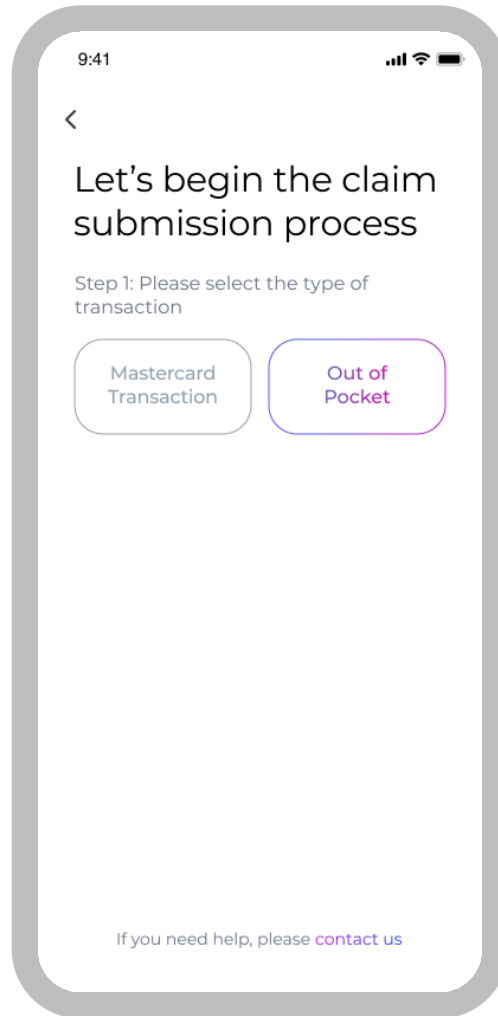 9:41
Let’s begin the claim
submission process
Step 1: Please select the type of
transaction
Mastercard
Transaction
Out of
Pocket
If you need help, please contact us